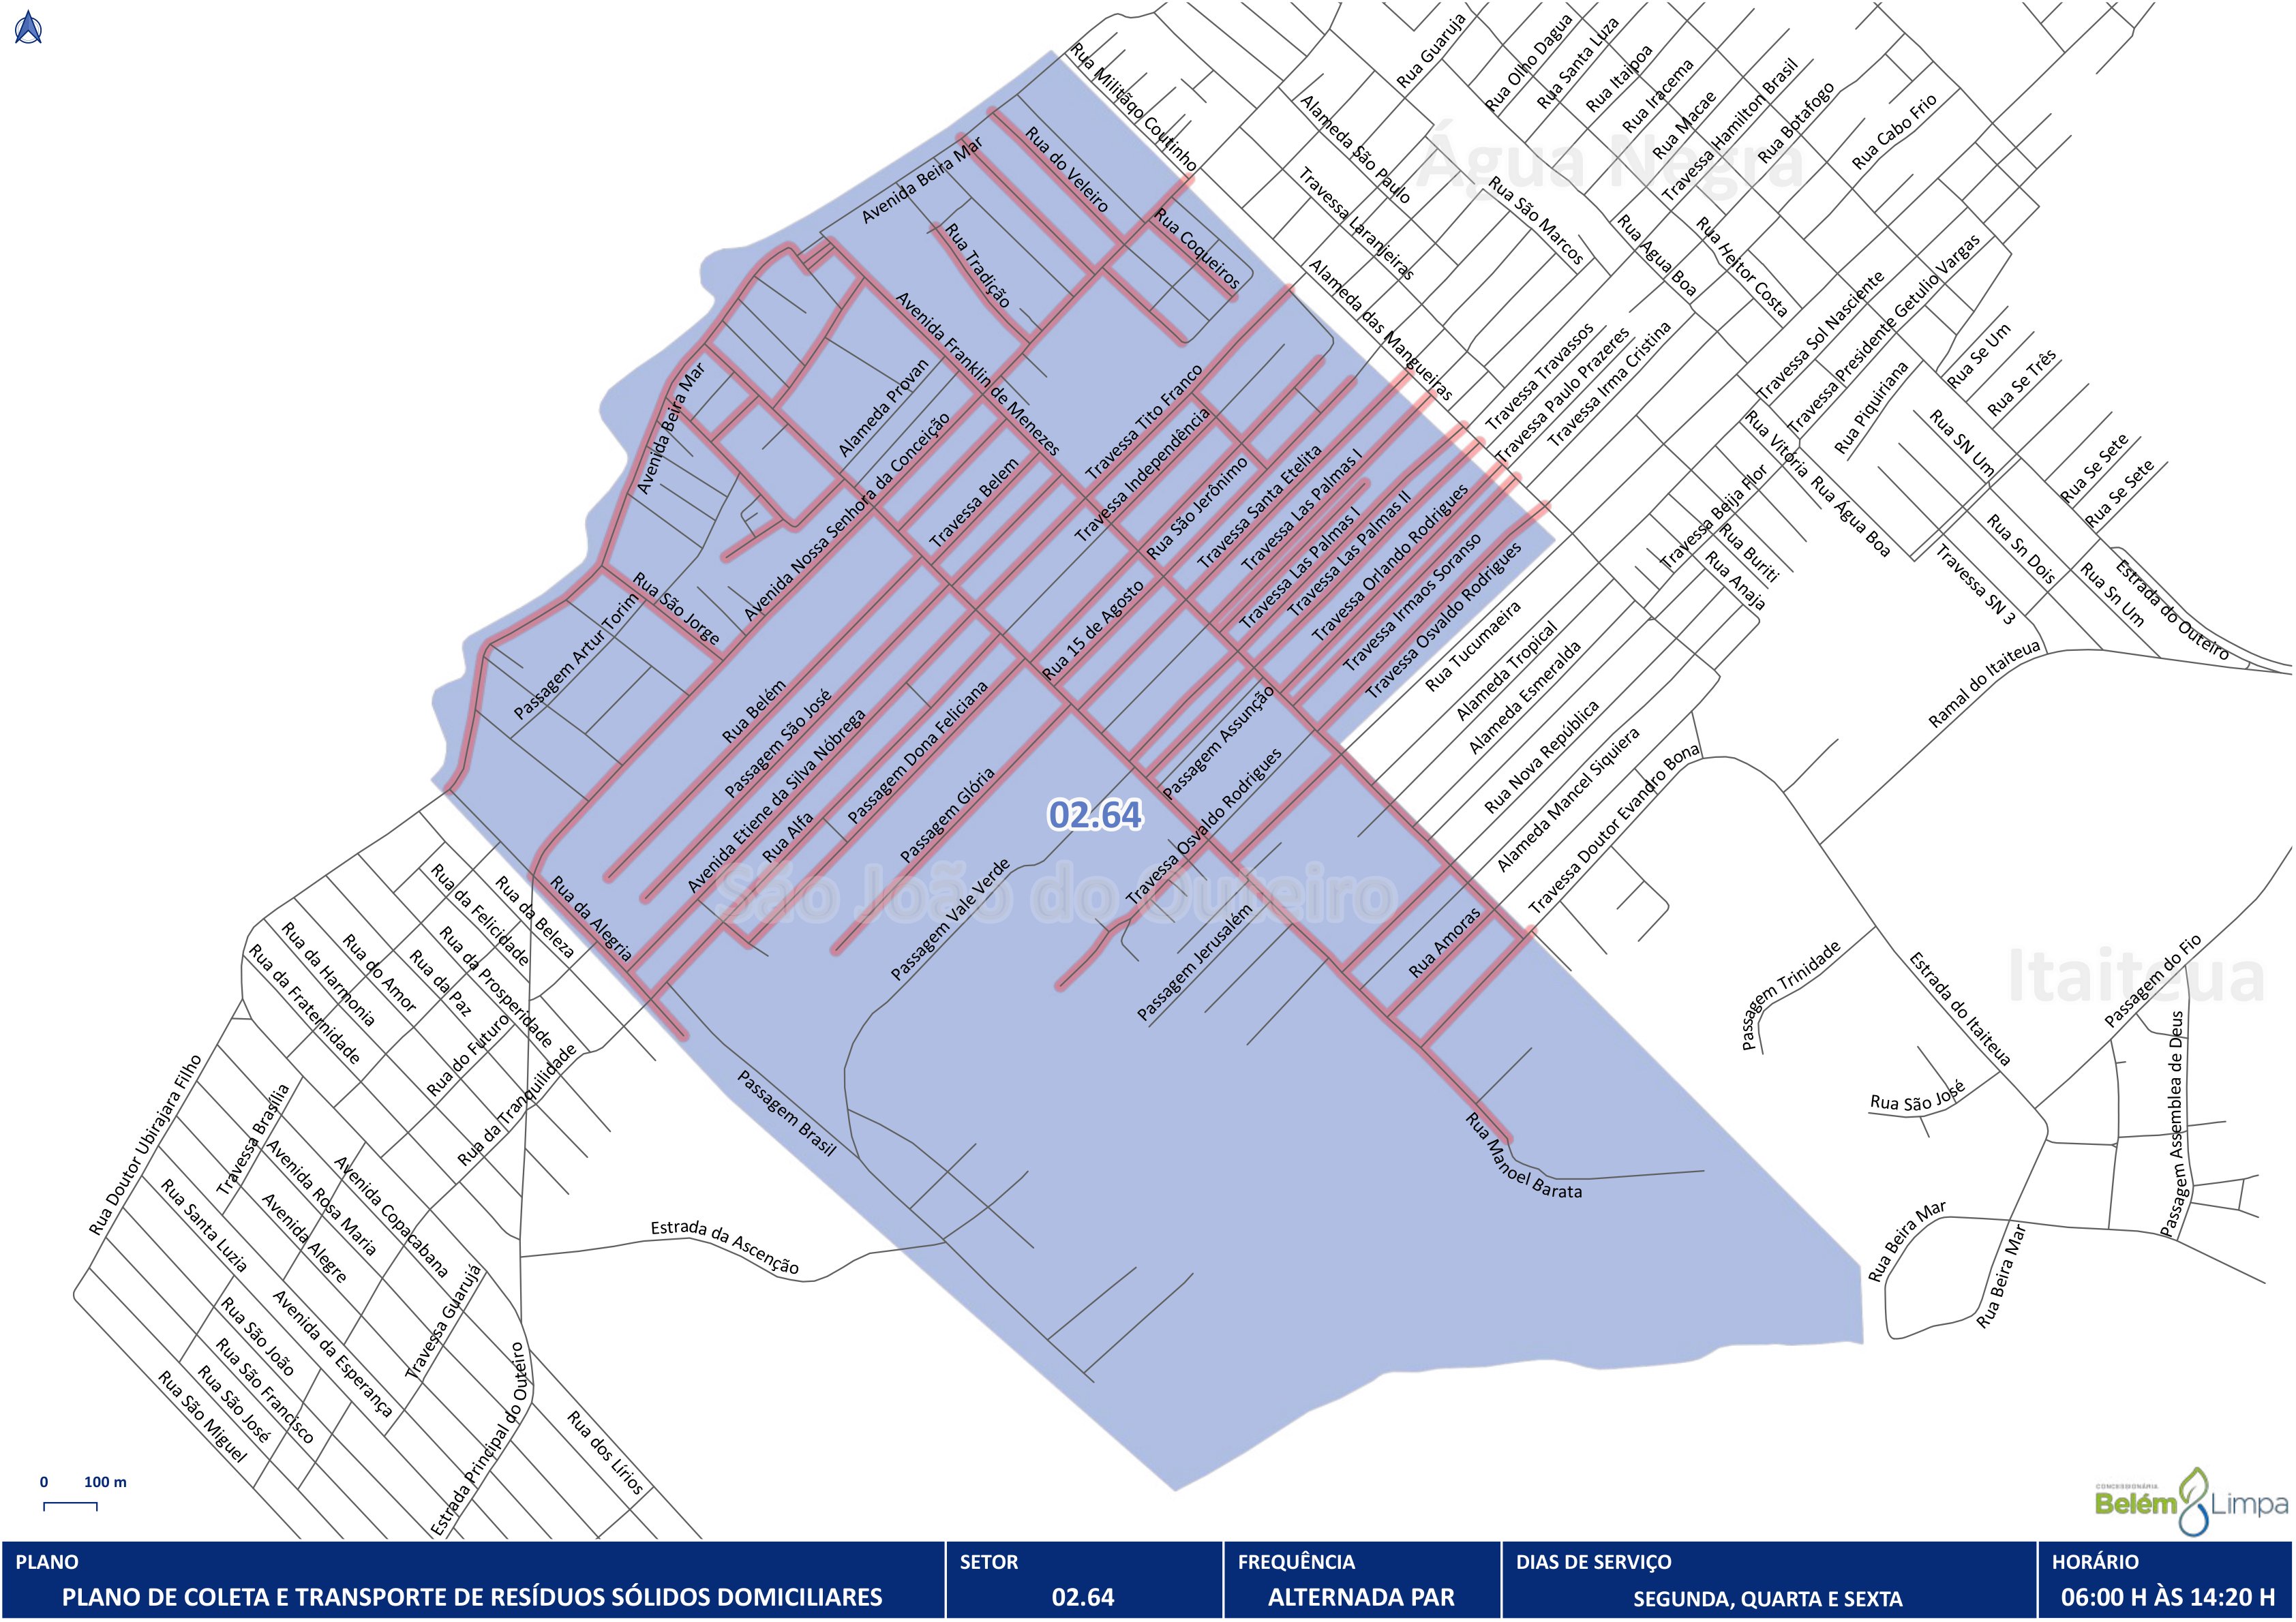 Rua Militãqo Coutinho
Rua Guaruja
Rua Olho Dagua
Rua Santa Luza
Rua Itaipoa
Rua Iracema
Rua Macae
Travessa Hamilton Brasil
Rua Botafogo
Rua Cabo Frio
Água Negra
Alameda São Paulo
Travessa Laranjeiras
Rua São Marcos
Rua Agua Boa
Rua Heitor Costa
Avenida Beira Mar
Rua do Veleiro
Rua Coqueiros
Rua Tradição
Alameda das Mangueiras
Travessa Sol Nasciente
Travessa Presidente Getulio Vargas
Avenida Franklin de Menezes
Travessa Travassos
Travessa Paulo Prazeres
Travessa Irma Cristina
Rua Piquiriana
Rua Se Um
Rua Se Três
Avenida Beira Mar
Alameda Provan
Travessa Tito Franco
Travessa Independência
Rua Vitória
Rua Água Boa
Rua SN Um
Rua Se Sete
Rua Se Sete
Avenida Nossa Senhora da Conceição
Travessa Belem
Rua São Jerônimo
Travessa Santa Etelita
Travessa Las Palmas I
Travessa Las Palmas I
Travessa Las Palmas II
Travessa Orlando Rodrigues
Travessa Irmaos Soranso
Travessa Osvaldo Rodrigues
Travessa Beija Flor
Rua Buriti
Rua Anaja
Rua Sn Dois
Travessa SN 3
Rua Sn Um
Estrada do Outeiro
Rua São Jorge
Passagem Artur Torim
Rua 15 de Agosto
Rua Tucumaeira
Alameda Tropical
Alameda Esmeralda
Ramal do Itaiteua
Rua Belém
Passagem São José
Avenida Etiene da Silva Nóbrega
Rua Alfa
Passagem Dona Feliciana
Passagem Glória
Passagem Assunção
Travessa Osvaldo Rodrigues
Rua Nova República
Alameda Mancel Siquiera
Travessa Doutor Evandro Bona
02.64
São João do Outeiro
Rua da Alegria
Passagem Vale Verde
Passagem Jerusalém
Rua Amoras
Rua da Felicidade
Rua da Beleza
Rua da Harmonia
Rua do Amor
Rua da Paz
Rua da Prosperidade
Rua da Fraternidade
Rua do Futuro
Rua da Tranquilidade
Passagem Trinidade
Estrada do Itaiteua
Itaiteua
Passagem do Fio
Passagem Assemblea de Deus
Rua São José
Rua Doutor Ubirajara Filho
Travessa Brasília
Passagem Brasil
Rua Manoel Barata
Avenida Rosa Maria
Avenida Copacabana
Rua Santa Luzia
Avenida Alegre
Estrada da Ascenção
Rua Beira Mar
Rua Beira Mar
Travessa Guarujá
Avenida da Esperança
Rua São João
Rua São Francisco
Rua São José
Rua São Miguel
Estrada Principal do Outeiro
Rua dos Lírios
0 100 m
CONCESSIONÁRIA
Belém Limpa
PLANO
PLANO DE COLETA E TRANSPORTE DE RESÍDUOS SÓLIDOS DOMICILIARES
SETOR
02.64
FREQUÊNCIA
ALTERNADA PAR
DIAS DE SERVIÇO
SEGUNDA, QUARTA E SEXTA
HORÁRIO
06:00 H ÀS 14:20 H